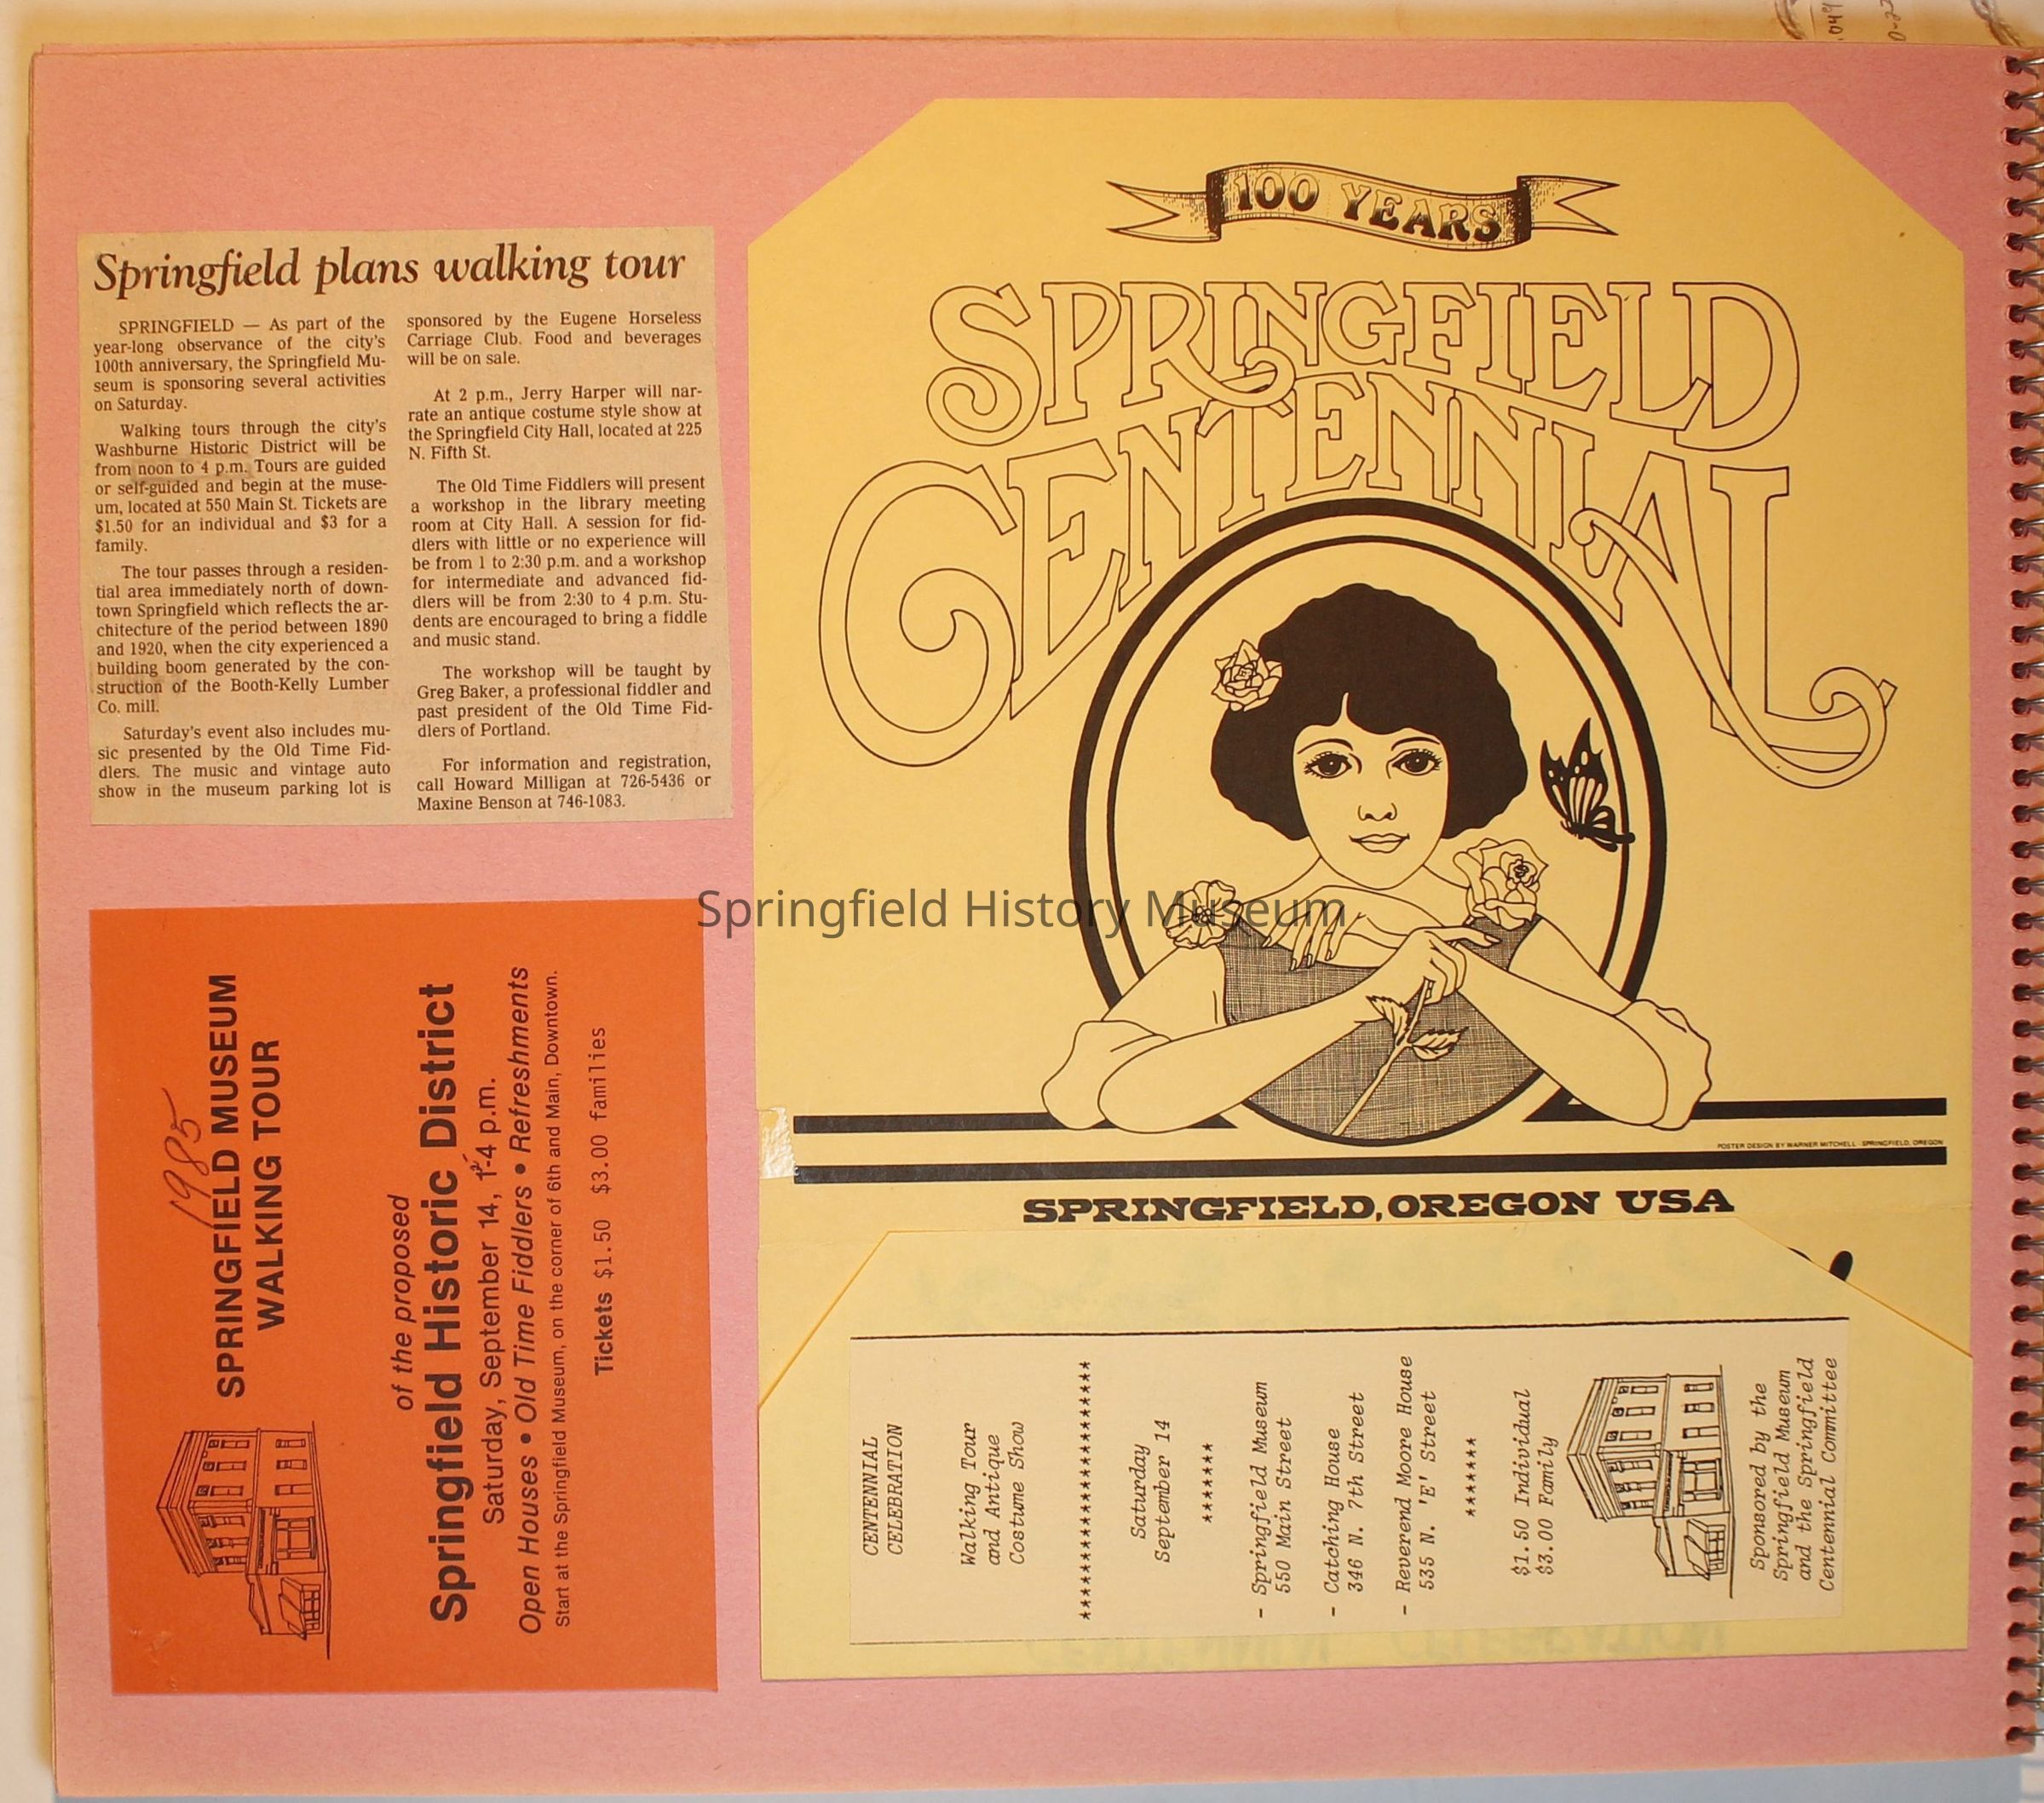 Springfield plans walking tour
SPRINGFIELD — As part of the
year-long observance of the city's
100th anniversary, the Springfield Mu-
seum is sponsoring several activities
on Saturday.
Walking tours through the city's
Washburne Historic District will be
from noon to 4 p.m. Tours are guided
or self-guided and begin at the muse-
um, located at 550 Main St. Tickets are
$1.50 for an individual and $3 for a
family.
The tour passes through a residen-
tial area immediately north of down-
town Springfield which reflects the ar-
chitecture of the period between 1890
and 1920, when the city experienced a
building boom generated by the con-
struction of the Booth-Kelly Lumber
Co. mill.
Saturday's event also includes mu-
sic presented by the Old Time Fid-
dlers. The music and vintage auto
show in the museum parking lot is
sponsored by the Eugene Horseless
Carriage Club. Food and beverages
will be on sale.
At 2 p.m., Jerry Harper will nar-
rate an antique costume style show at
the Springfield City Hall, located at 225
N. Fifth St.
The Old Time Fiddlers will present
a workshop in the library meeting
room at City Hall. A session for fid-
dlers with little or no experience will
be from 1 to 2:30 p.m. and a workshop
for intermediate and advanced fid-
dlers will be from 2:30 to 4 p.m. Stu-
dents are encouraged to bring a fiddle
and music stand.
The workshop will be taught by
Greg Baker, a professional fiddler and
past president of the Old Time Fid-
dlers of Portland.
For information and registration,
call Howard Milligan at 726-5436 or
Maxine Benson at 746-1083.
1985
SPRINGFIELD MUSEUM
WALKING TOUR
of the proposed
Springfield Historic District
Saturday, September 14, 1-4 p.m.
Open Houses • Old Time Fiddlers • Refreshments
Start at the Springfield Museum, on the corner of 6th and Main, Downtown.
Tickets $1.50 $3.00 families
100 YEARS
SPRINGFIELD
CENTENNIAL
POSTER DESIGN BY WARNER MITCHELL · SPRINGFIELD, OREGON
SPRINGFIELD, OREGON USA
CENTENNIAL
CELEBRATION
Walking Tour
and Antique
Costume Show
**************************
Saturday
September 14
********
- Springfield Museum
550 Main Street
- Catching House
346 N. 7th Street
- Reverend Moore House
535 N. 'E' Street
********
$1.50 Individual
$3.00 Family
Sponsored by the
Springfield Museum
and the Springfield
Centennial Committee
Springfield History Museum